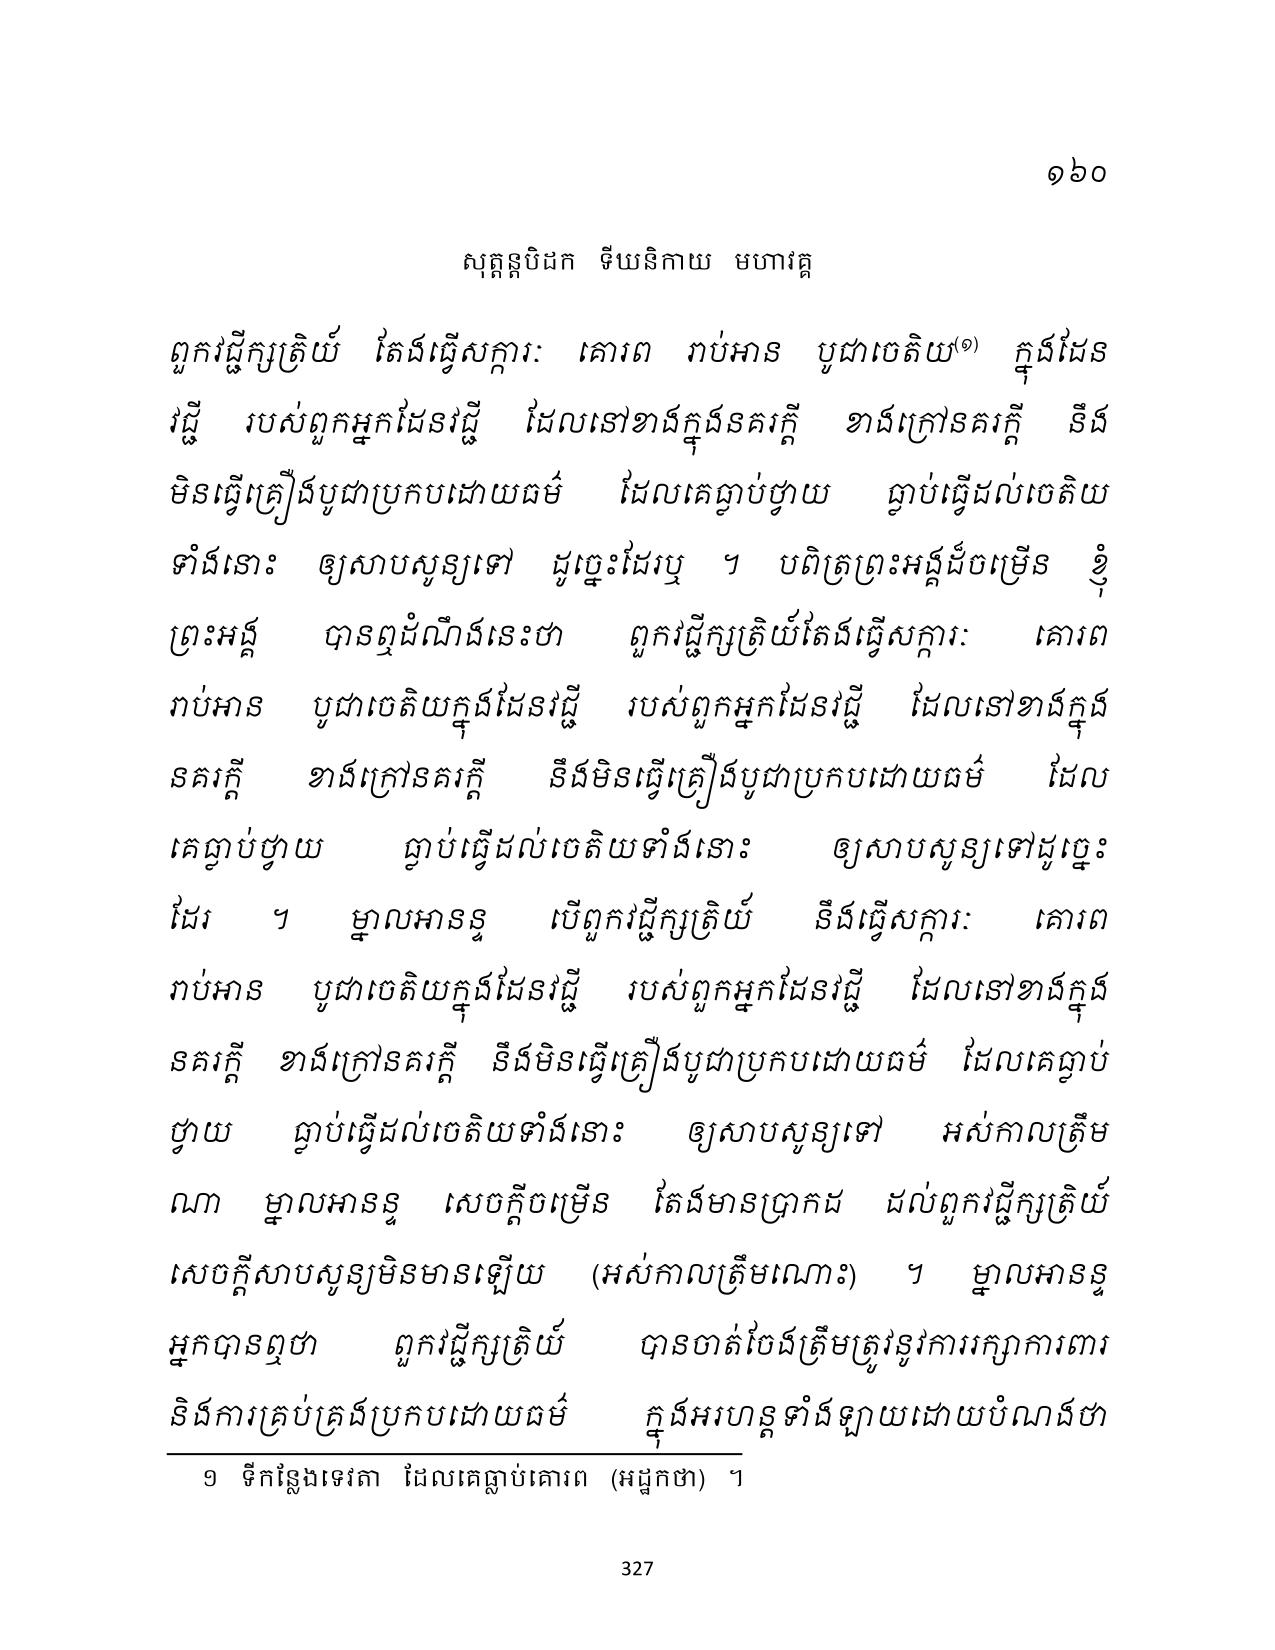 ១៦០
សុត្តន្តបិដក ទីឃនិកាយ មហាវគ្គ
ពួកវជ្ជីក្សត្រិយ៍ តែងធ្វើសក្ការៈ គោរព រាប់អាន បូជាចេតិយ(១) ក្នុងដែន
វជ្ជី របស់ពួកអ្នកដែនវជ្ជី ដែលនៅខាងក្នុងនគរក្តី ខាងក្រៅនគរក្តី នឹង
មិនធ្វើគ្រឿងបូជាប្រកបដោយធម៌ ដែលគេធ្លាប់ថ្វាយ ធ្លាប់ធ្វើដល់ចេតិយ
ទាំងនោះ ឲ្យសាបសូន្យទៅ ដូច្នេះដែរឬ ។ បពិត្រព្រះអង្គដ៏ចម្រើន ខ្ញុំ
ព្រះអង្គ បានឮដំណឹងនេះថា ពួកវជ្ជីក្សត្រិយ៍តែងធ្វើសក្ការៈ គោរព
រាប់អាន បូជាចេតិយក្នុងដែនវជ្ជី របស់ពួកអ្នកដែនវជ្ជី ដែលនៅខាងក្នុង
នគរក្តី ខាងក្រៅនគរក្តី នឹងមិនធ្វើគ្រឿងបូជាប្រកបដោយធម៌ ដែល
គេធ្លាប់ថ្វាយ ធ្លាប់ធ្វើដល់ចេតិយទាំងនោះ ឲ្យសាបសូន្យទៅដូច្នេះ
ដែរ ។ ម្នាលអានន្ទ បើពួកវជ្ជីក្សត្រិយ៍ នឹងធ្វើសក្ការៈ គោរព
រាប់អាន បូជាចេតិយក្នុងដែនវជ្ជី របស់ពួកអ្នកដែនវជ្ជី ដែលនៅខាងក្នុង
នគរក្តី ខាងក្រៅនគរក្តី នឹងមិនធ្វើគ្រឿងបូជាប្រកបដោយធម៌ ដែលគេធ្លាប់
ថ្វាយ ធ្លាប់ធ្វើដល់ចេតិយទាំងនោះ ឲ្យសាបសូន្យទៅ អស់កាលត្រឹម
ណា ម្នាលអានន្ទ សេចក្តីចម្រើន តែងមានប្រាកដ ដល់ពួកវជ្ជីក្សត្រិយ៍
សេចក្តីសាបសូន្យមិនមានឡើយ (អស់កាលត្រឹមណោះ) ។ ម្នាលអានន្ទ
អ្នកបានឮថា ពួកវជ្ជីក្សត្រិយ៍ បានចាត់ចែងត្រឹមត្រូវនូវការរក្សាការពារ
និងការគ្រប់គ្រងប្រកបដោយធម៌ ក្នុងអរហន្តទាំងឡាយដោយបំណងថា
១ ទីកន្លែងទេវតា ដែលគេធ្លាប់គោរព (អដ្ឋកថា) ។
327